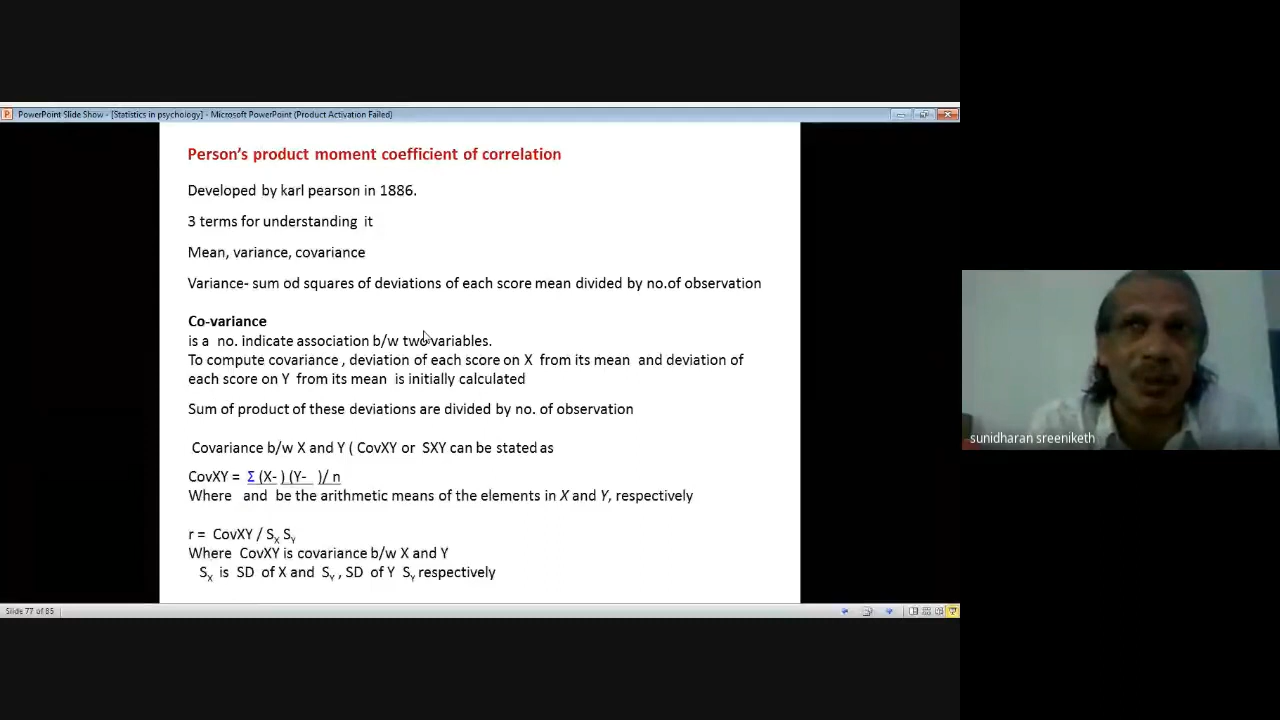 PowerPoint Slide Show - [Statistics in psychology] - Microsoft PowerPoint (Product Activation Failed)
Person's product moment coefficient of correlation
Developed by karl pearson in 1886.
3 terms for understanding it
Mean, variance, covariance
Variance- sum od squares of deviations of each score mean divided by no.of observation
Co-variance
is a no. indicate association b/w two variables.
To compute covariance , deviation of each score on X from its mean and deviation of
each score on Y from its mean is initially calculated
Sum of product of these deviations are divided by no. of observation
Covariance b/w X and Y ( CovXY or SXY can be stated as
CovXY = Σ (X- ) (Y- )/ n
Where and be the arithmetic means of the elements in X and Y, respectively
r = CovXY / SX SY
Where CovXY is covariance b/w X and Y
SX is SD of X and SY , SD of Y SY respectively
Slide 77 of 85
sunidharan sreeniketh